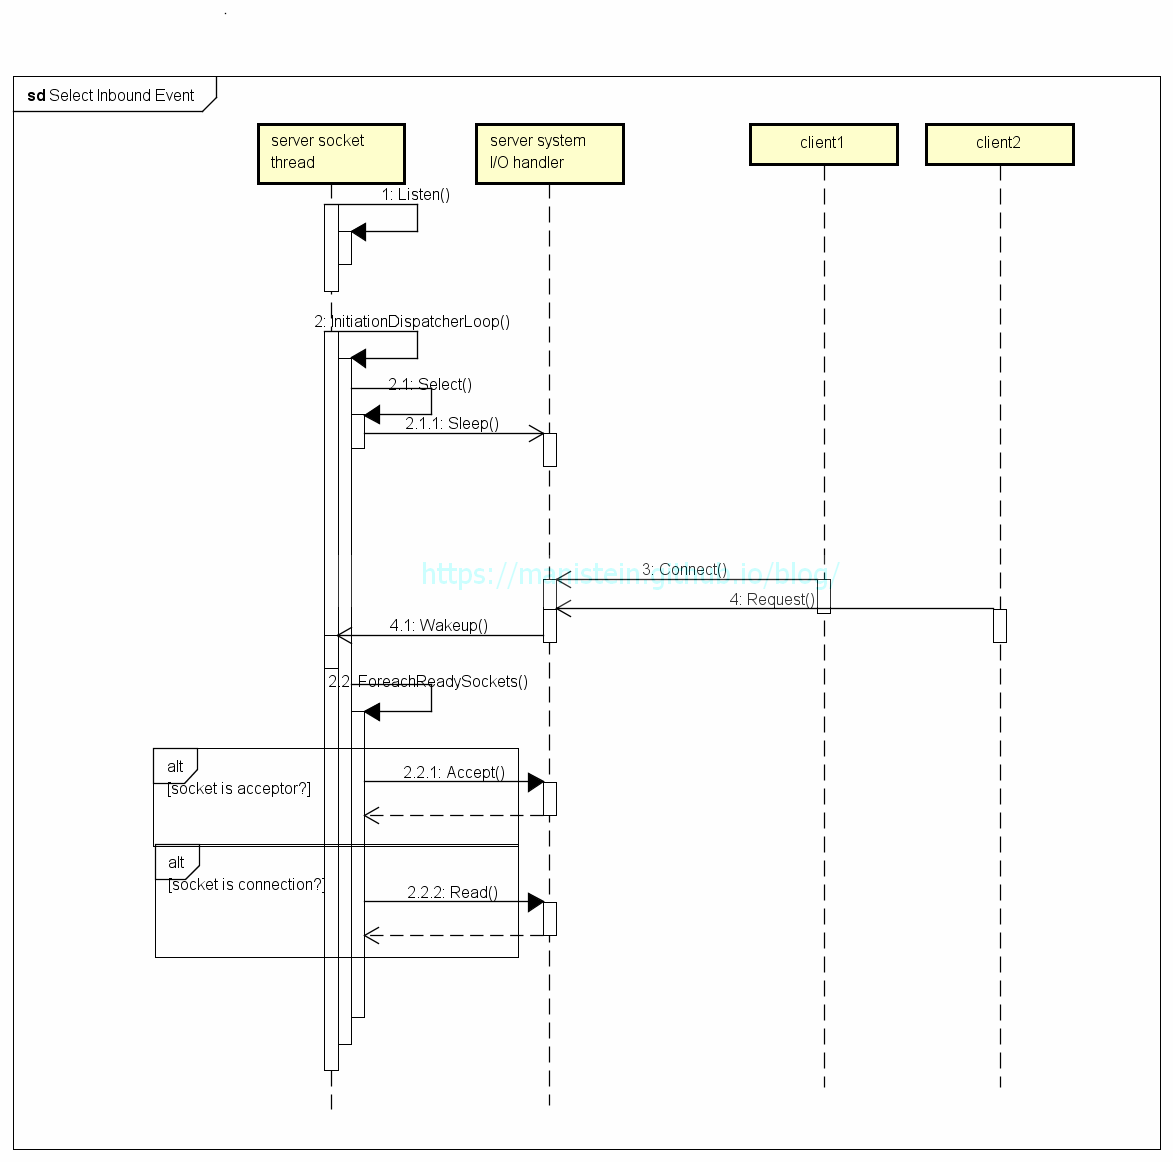 sd Select Inbound Event
server socket
thread
server system
I/O handler
client1
client2
1: Listen()
2: InitiationDispatcherLoop()
2.1: Select()
2.1.1: Sleep()
https://manistein.github.io/blog/
3: Connect()
4: Request()
4.1: Wakeup()
2.2: ForeachReadySockets()
alt
2.2.1: Accept()
[socket is acceptor?]
alt
[socket is connection?]
2.2.2: Read()